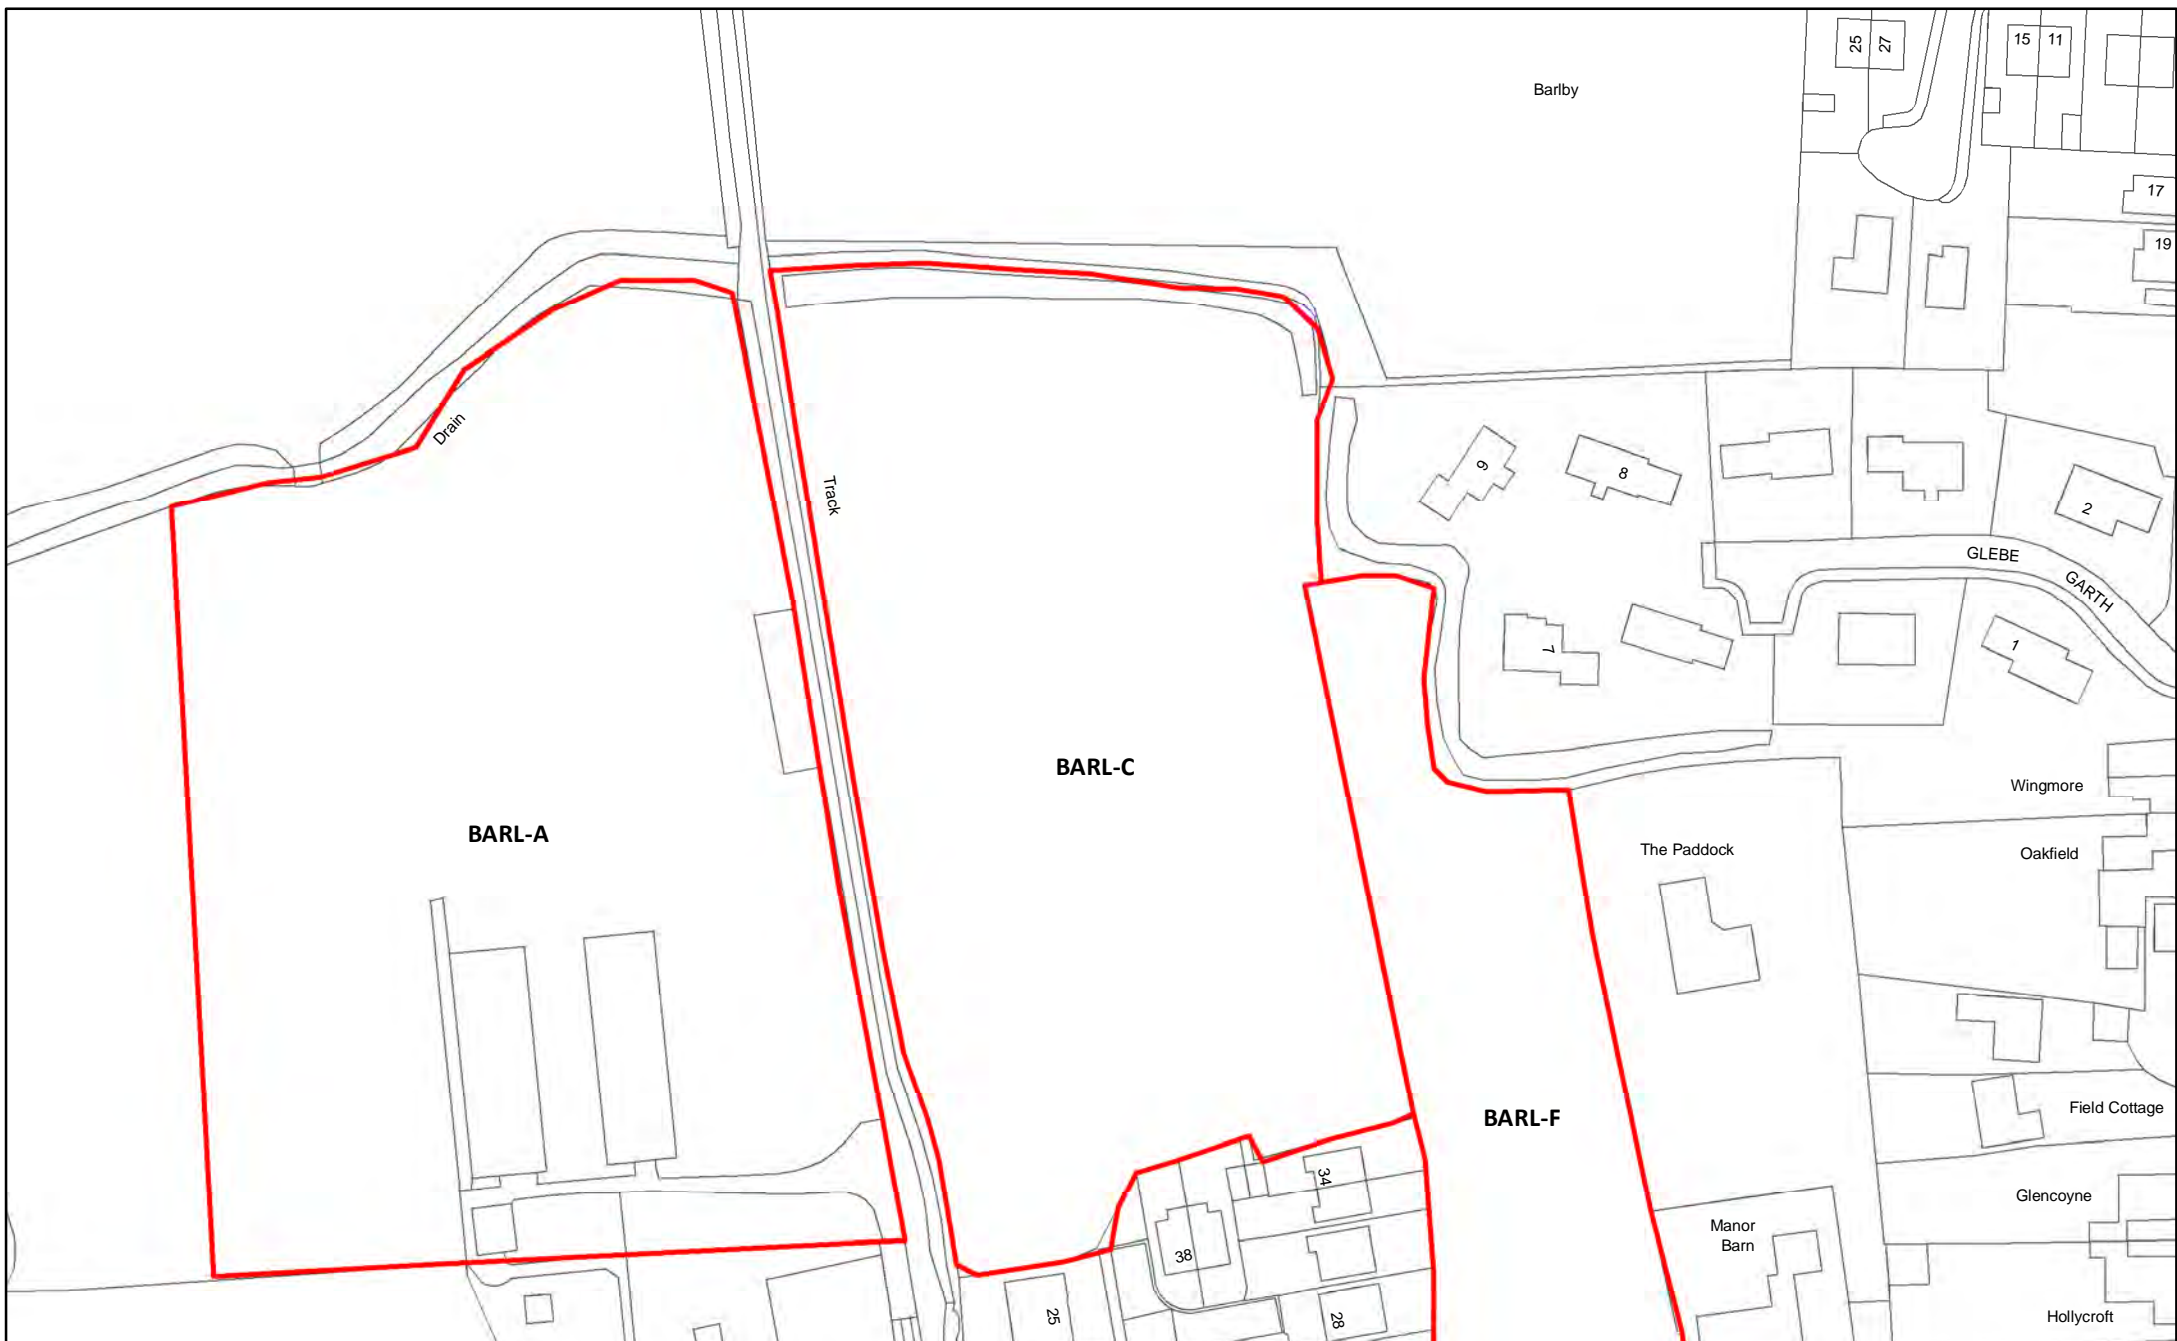 25
27
15
11
Barlby
17
19
Drain
Track
9
8
2
GLEBE
GARTH
7
1
BARL-C
Wingmore
BARL-A
The Paddock
Oakfield
BARL-F
Field Cottage
34
Glencoyne
Manor
Barn
38
25
28
Hollycroft